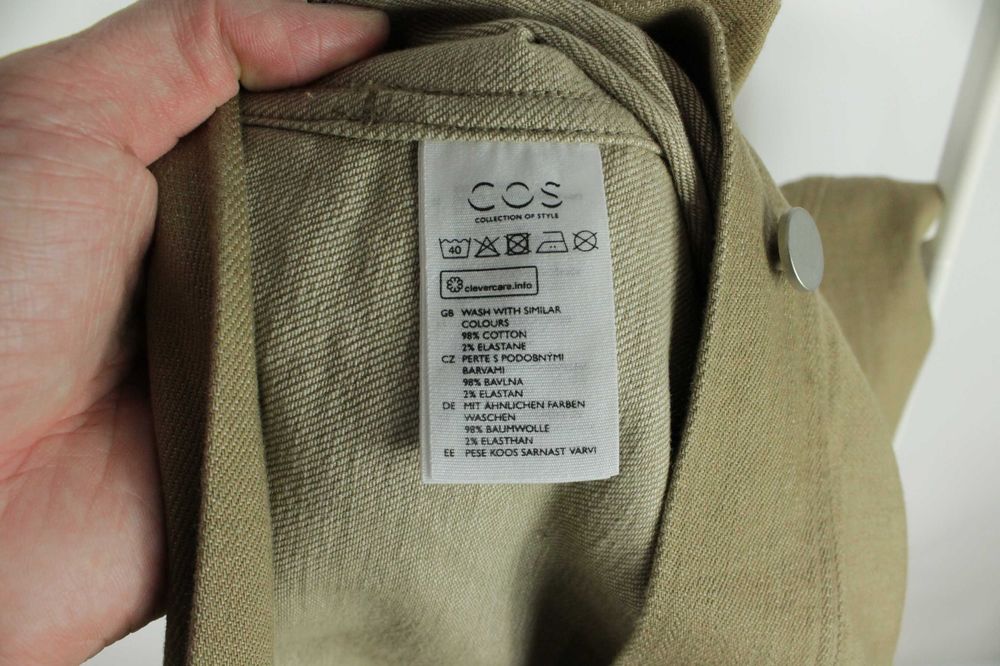 COS
COLLECTION OF STYLE
40
clevercare.info
GB WASH WITH SIMILAR
COLOURS
98% COTTON
2% ELASTANE
CZ PERTE S PODOBNÝMI
BARVAMI
98% BAVLNA
2% ELASTAN
DE MIT ÄHNLICHEN FARBEN
WASCHEN
98% BAUMWOLLE
2% ELASTHAN
EE PESE KOOS SARNAST VÄRVI